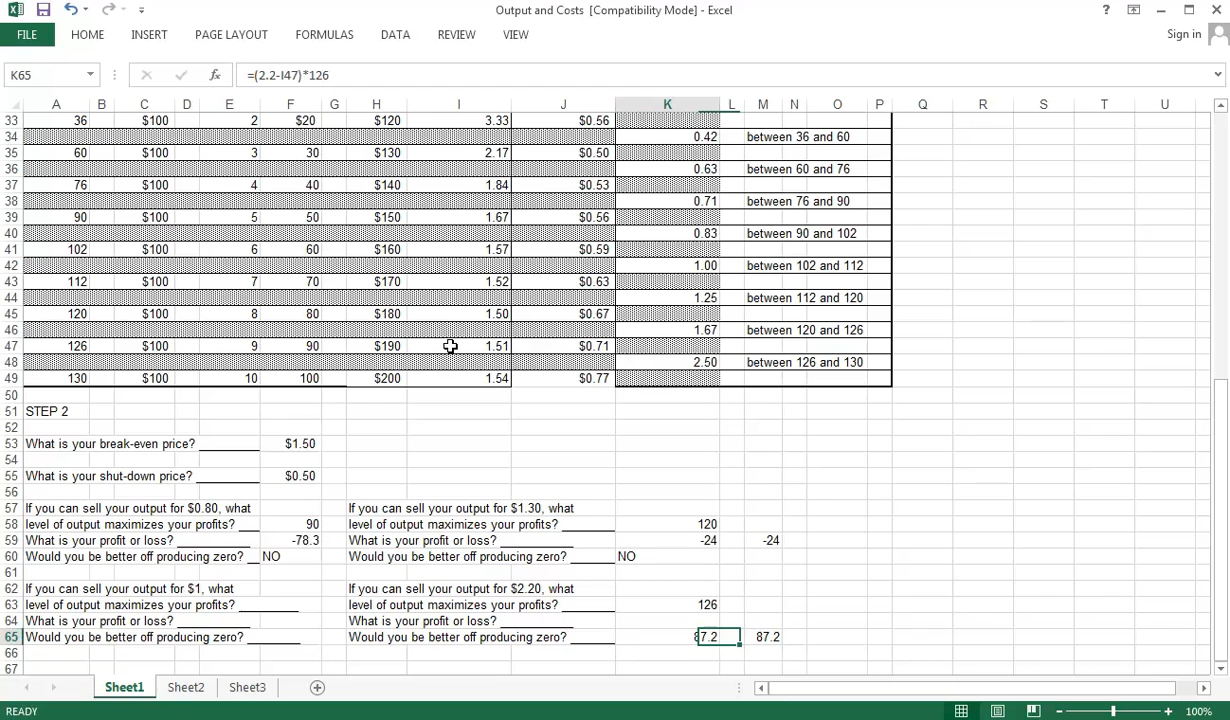 Output and Costs [Compatibility Mode] - Excel
?
FILE HOME INSERT PAGE LAYOUT FORMULAS DATA REVIEW VIEW Sign in
K65 fx =(2.2-I47)*126
A B C D E F G H I J K L M N O P Q R S T U
33 36 $100 2 $20 $120 3.33 $0.56
34 0.42 between 36 and 60
35 60 $100 3 30 $130 2.17 $0.50
36 0.63 between 60 and 76
37 76 $100 4 40 $140 1.84 $0.53
38 0.71 between 76 and 90
39 90 $100 5 50 $150 1.67 $0.56
40 0.83 between 90 and 102
41 102 $100 6 60 $160 1.57 $0.59
42 1.00 between 102 and 112
43 112 $100 7 70 $170 1.52 $0.63
44 1.25 between 112 and 120
45 120 $100 8 80 $180 1.50 $0.67
46 1.67 between 120 and 126
47 126 $100 9 90 $190 1.51 $0.71
48 2.50 between 126 and 130
49 130 $100 10 100 $200 1.54 $0.77
50
51 STEP 2
52
53 What is your break-even price? $1.50
54
55 What is your shut-down price? $0.50
56
57 If you can sell your output for $0.80, what If you can sell your output for $1.30, what
58 level of output maximizes your profits? 90 level of output maximizes your profits? 120
59 What is your profit or loss? -78.3 What is your profit or loss? -24 -24
60 Would you be better off producing zero? NO Would you be better off producing zero? NO
61
62 If you can sell your output for $1, what If you can sell your output for $2.20, what
63 level of output maximizes your profits? level of output maximizes your profits? 126
64 What is your profit or loss? What is your profit or loss?
65 Would you be better off producing zero? Would you be better off producing zero? 87.2 87.2
66
67
Sheet1 Sheet2 Sheet3
READY 100%